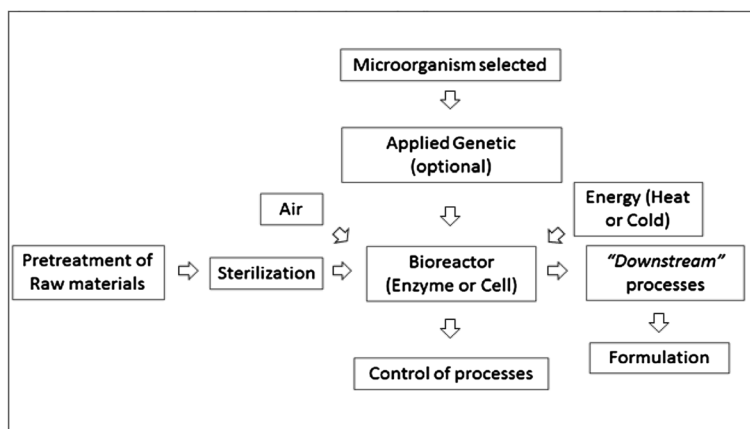 Microorganism selected
Applied Genetic
(optional)
Air
Energy (Heat
or Cold)
Pretreatment of
Raw materials
Sterilization
Bioreactor
(Enzyme or Cell)
“Downstream”
processes
Control of processes
Formulation